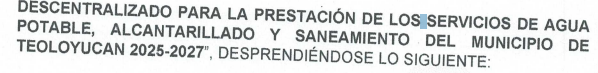 DESCENTRALIZADO PARA LA PRESTACIÓN DE LOS SERVICIOS DE AGUA
POTABLE, ALCANTARILLADO Y SANEAMIENTO DEL MUNICIPIO DE
TEOLOYUCAN 2025-2027", DESPRENDIÉNDOSE LO SIGUIENTE: